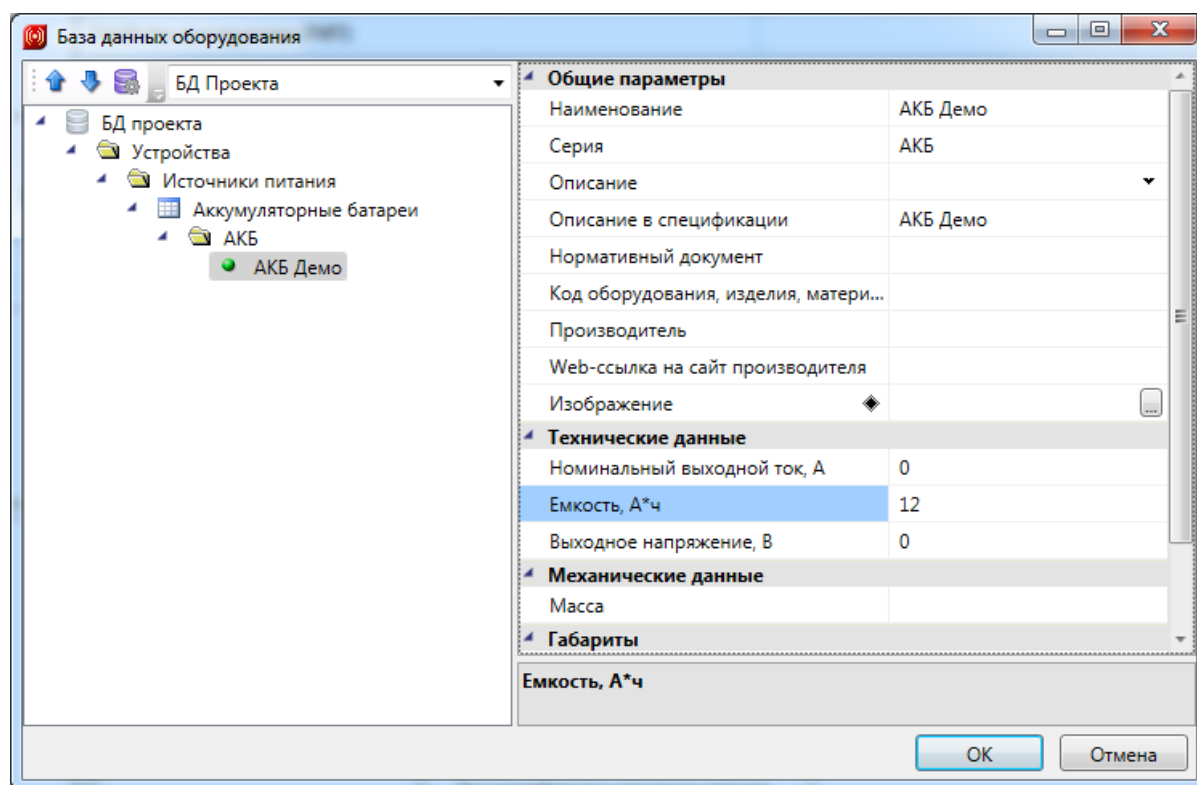 База данных оборудования
БД Проекта
БД проекта
Устройства
Источники питания
Аккумуляторные батареи
АКБ
АКБ Демо
Общие параметры
Наименование АКБ Демо
Серия АКБ
Описание
Описание в спецификации АКБ Демо
Нормативный документ
Код оборудования, изделия, матери...
Производитель
Web-ссылка на сайт производителя
Изображение ...
Технические данные
Номинальный выходной ток, А 0
Емкость, А*ч 12
Выходное напряжение, В 0
Механические данные
Масса
Габариты
Емкость, А*ч
ОК Отмена